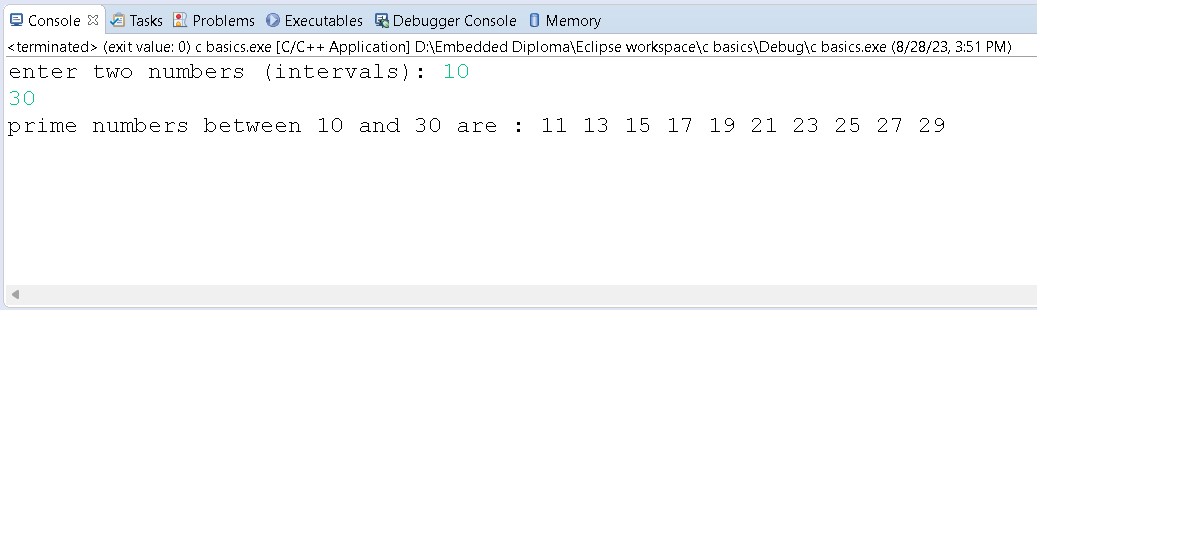 Console Tasks Problems Executables Debugger Console Memory
<terminated> (exit value: 0) c basics.exe [C/C++ Application] D:\Embedded Diploma\Eclipse workspace\c basics\Debug\c basics.exe (8/28/23, 3:51 PM)
enter two numbers (intervals): 10
30
prime numbers between 10 and 30 are : 11 13 15 17 19 21 23 25 27 29